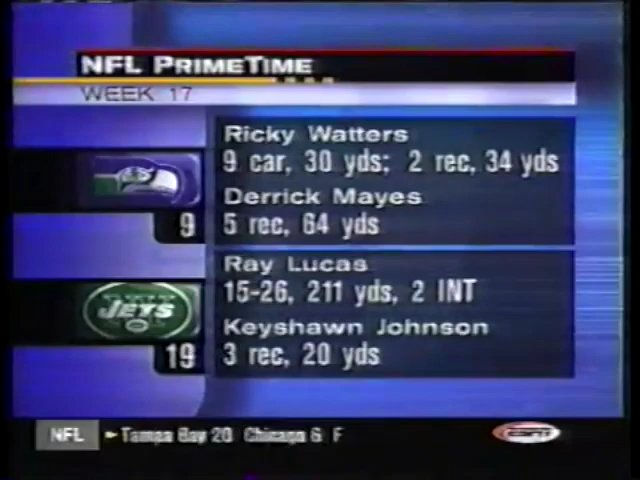 NFL PRIMETIME
WEEK 17
Ricky Watters
9 car, 30 yds; 2 rec, 34 yds
Derrick Mayes
9
5 rec, 64 yds
Ray Lucas
15-26, 211 yds, 2 INT
JETS
Keyshawn Johnson
19
3 rec, 20 yds
NFL
Tampa Bay 20 Chicago 6 F
ESPN